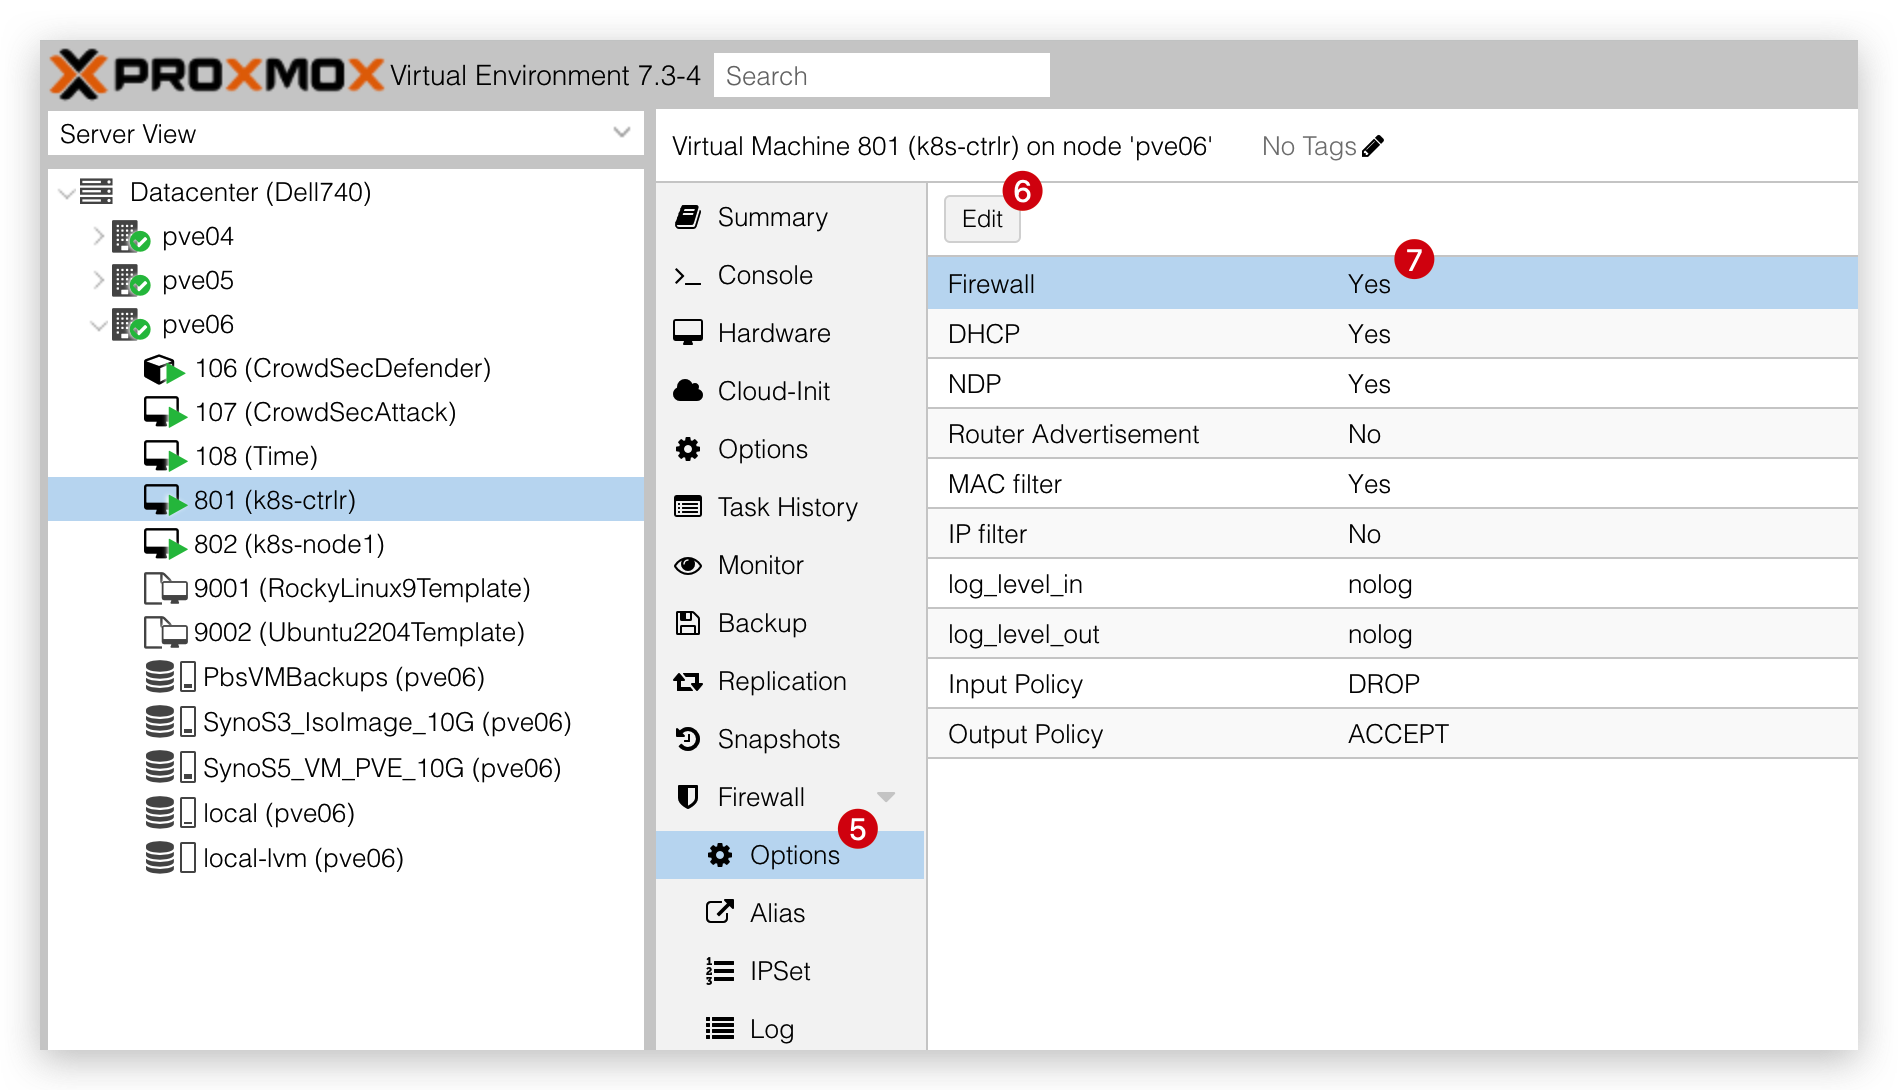 PROXMOX Virtual Environment 7.3-4 Search
Server View
Datacenter (Dell740)
pve04
pve05
pve06
106 (CrowdSecDefender)
107 (CrowdSecAttack)
108 (Time)
801 (k8s-ctrlr)
802 (k8s-node1)
9001 (RockyLinux9Template)
9002 (Ubuntu2204Template)
PbsVMBackups (pve06)
SynoS3_IsoImage_10G (pve06)
SynoS5_VM_PVE_10G (pve06)
local (pve06)
local-lvm (pve06)
Virtual Machine 801 (k8s-ctrlr) on node 'pve06' No Tags
Summary
Console
Hardware
Cloud-Init
Options
Task History
Monitor
Backup
Replication
Snapshots
Firewall
5
Options
Alias
IPSet
Log
6
Edit
7
Firewall Yes
DHCP Yes
NDP Yes
Router Advertisement No
MAC filter Yes
IP filter No
log_level_in nolog
log_level_out nolog
Input Policy DROP
Output Policy ACCEPT